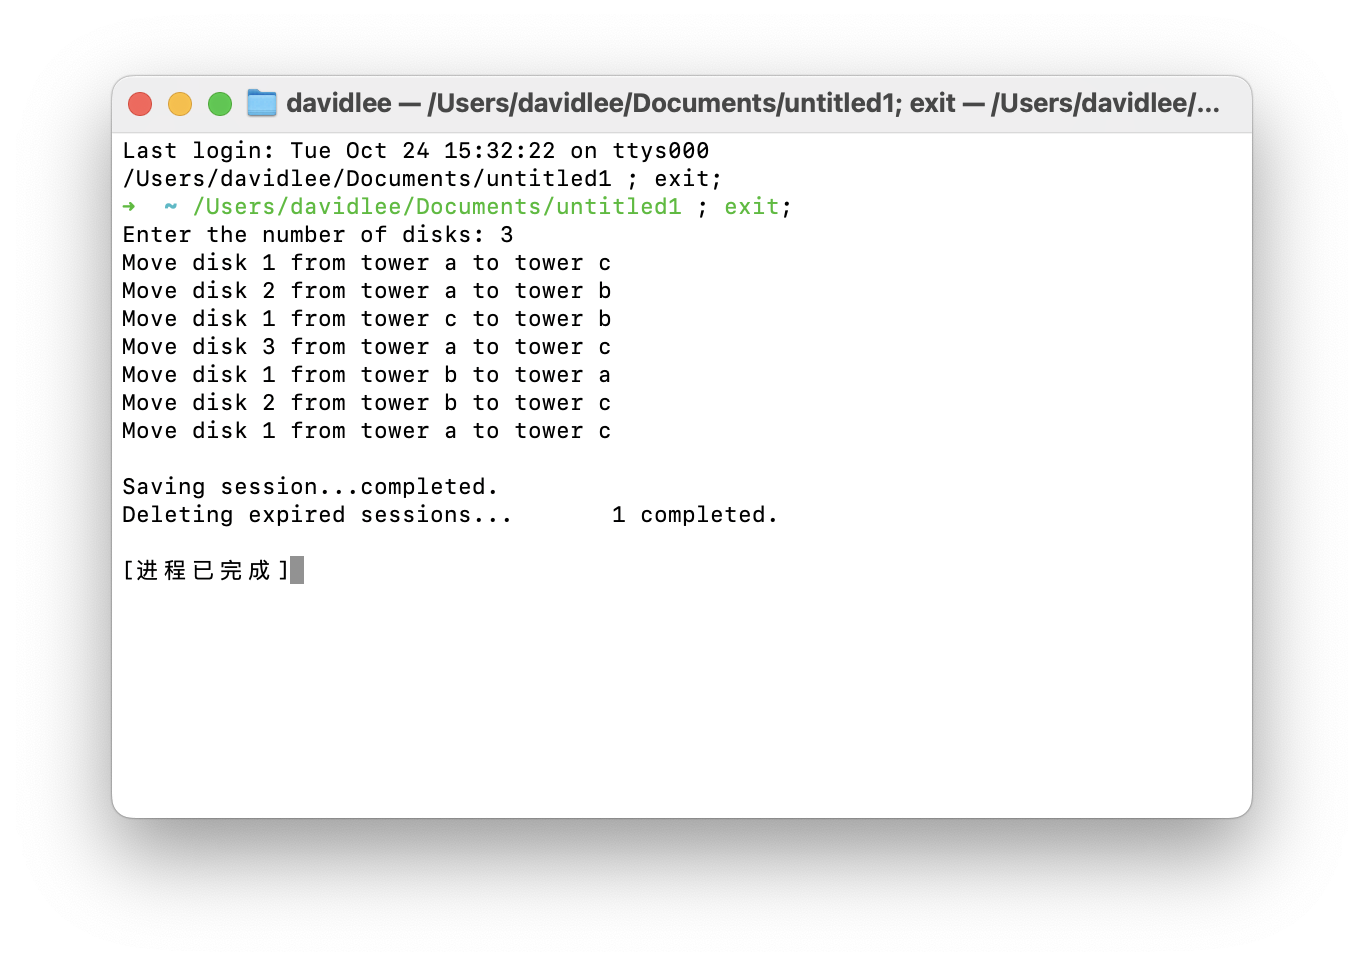 davidlee — /Users/davidlee/Documents/untitled1; exit — /Users/davidlee/...
Last login: Tue Oct 24 15:32:22 on ttys000
/Users/davidlee/Documents/untitled1 ; exit;
➜  ~ /Users/davidlee/Documents/untitled1 ; exit;
Enter the number of disks: 3
Move disk 1 from tower a to tower c
Move disk 2 from tower a to tower b
Move disk 1 from tower c to tower b
Move disk 3 from tower a to tower c
Move disk 1 from tower b to tower a
Move disk 2 from tower b to tower c
Move disk 1 from tower a to tower c
Saving session...completed.
Deleting expired sessions...       1 completed.
[进程已完成]